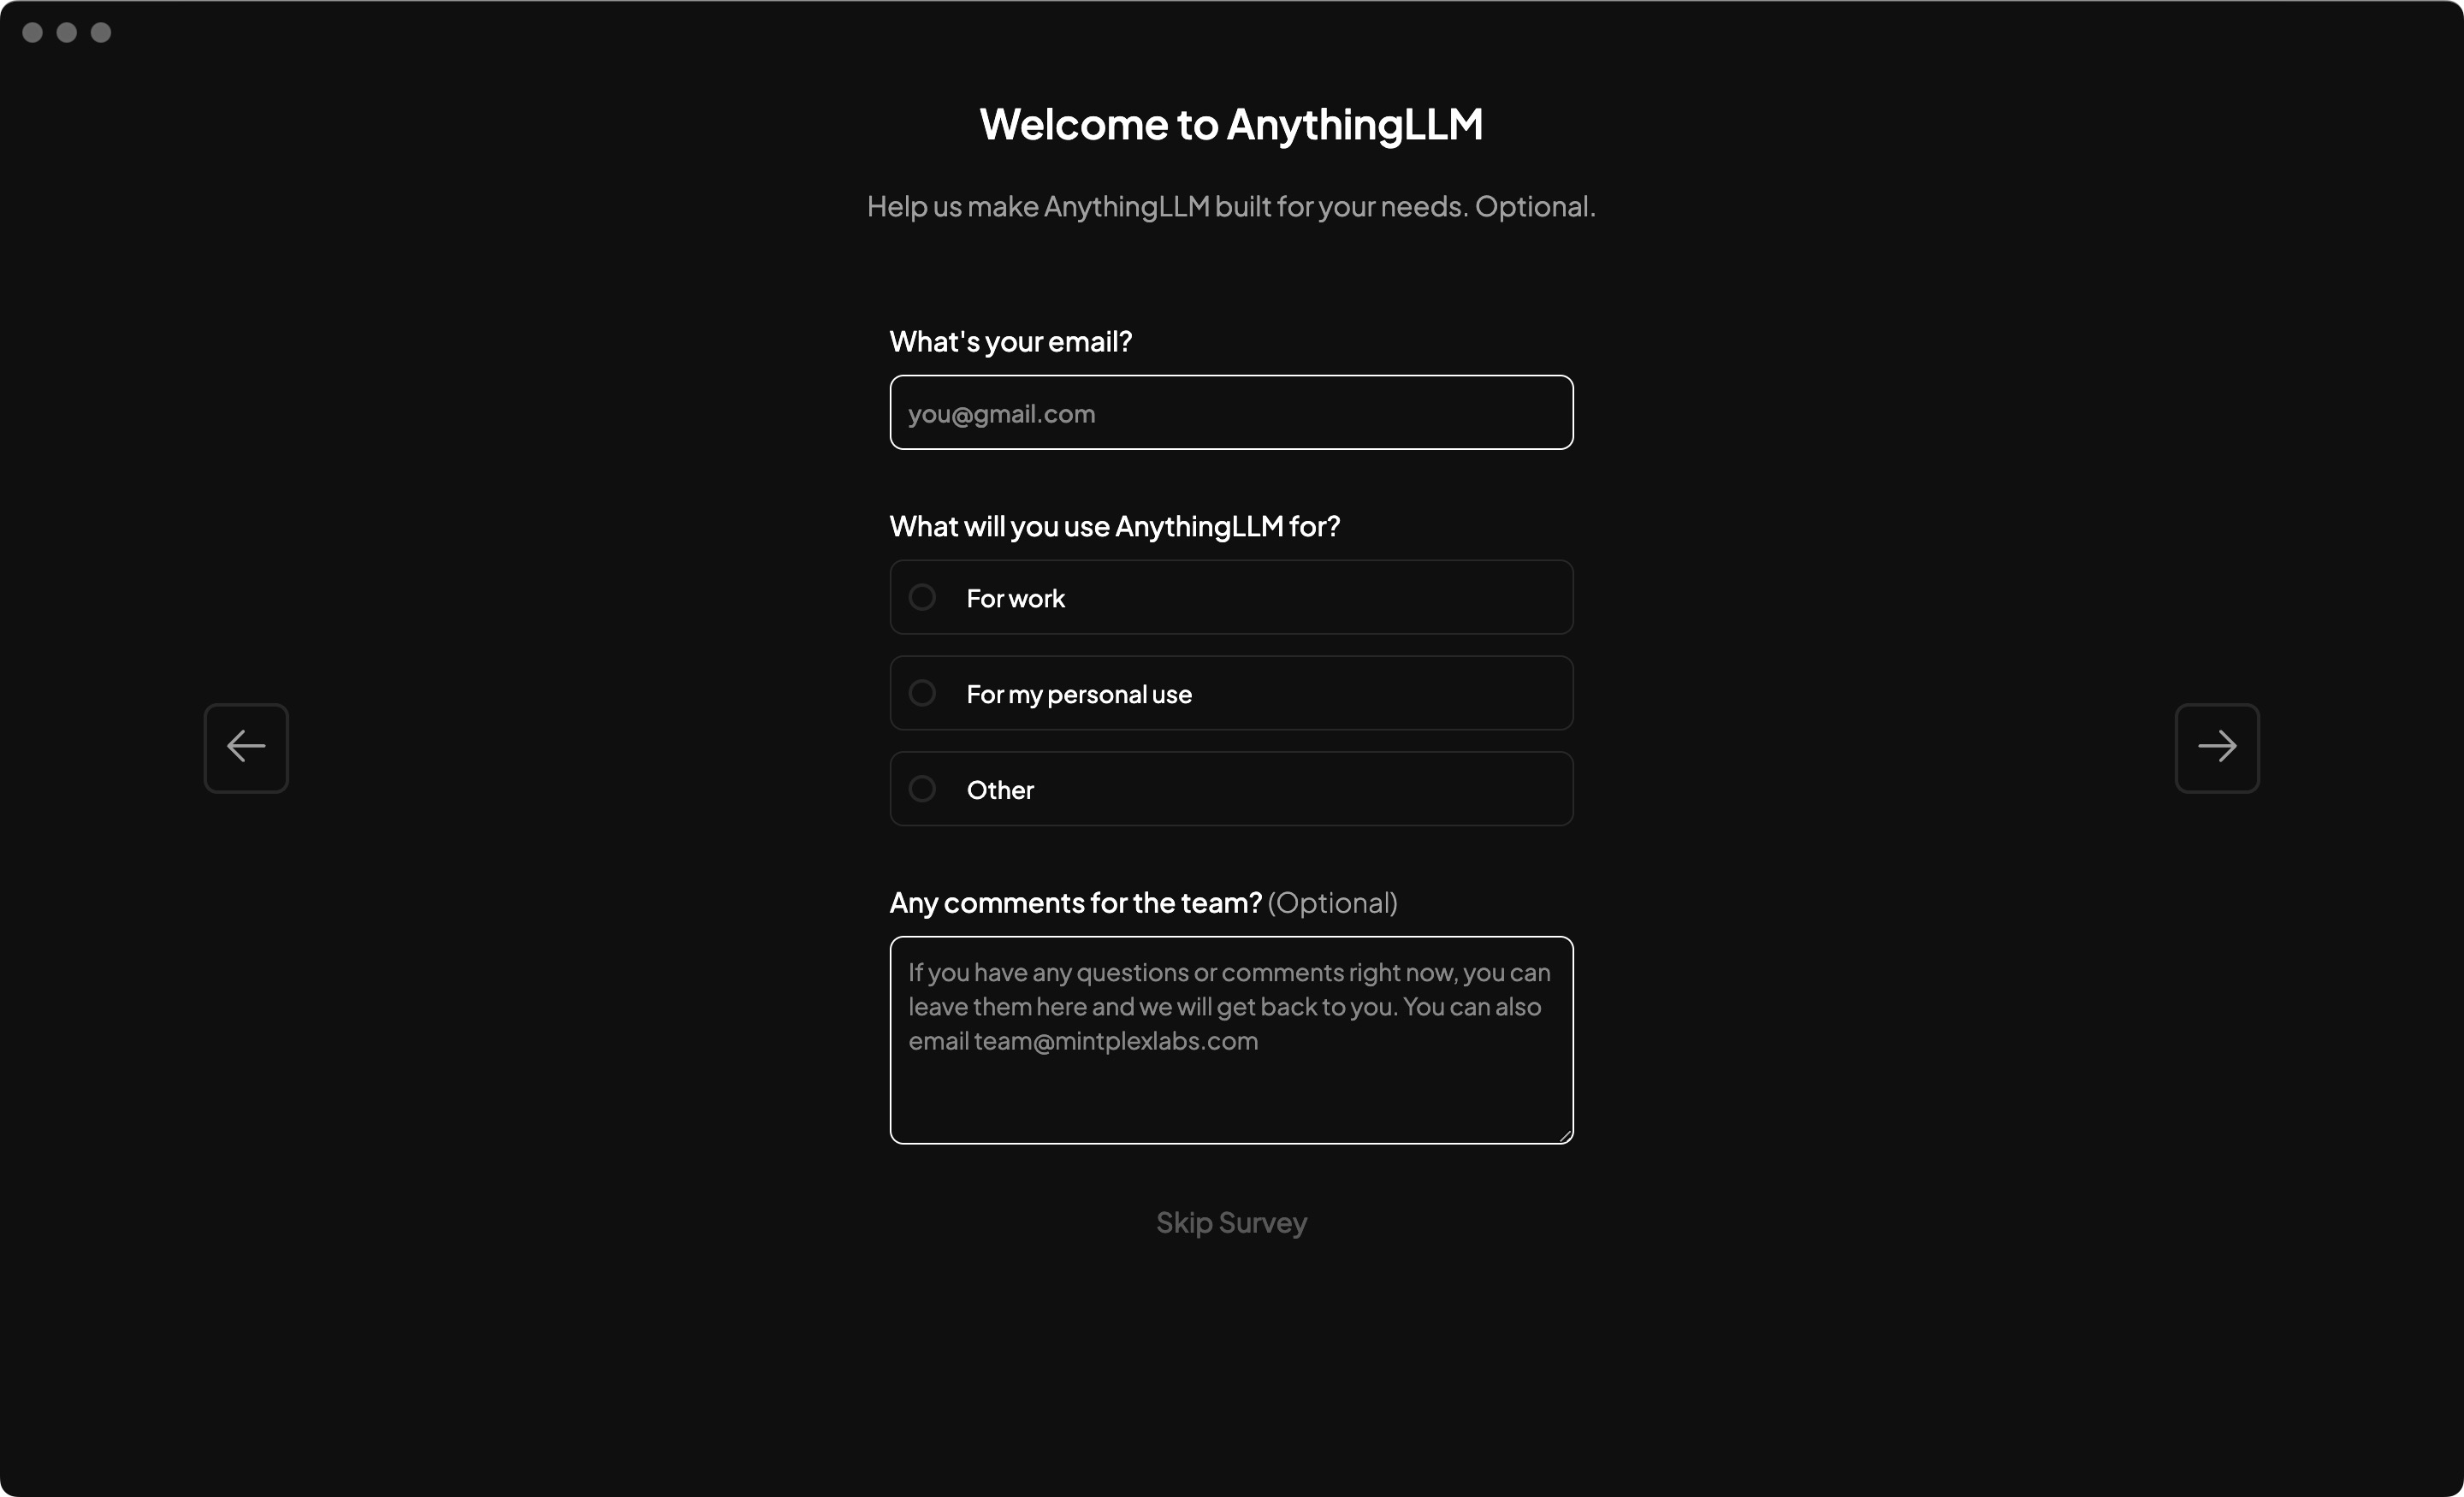 Welcome to AnythingLLM
Help us make AnythingLLM built for your needs. Optional.
What's your email?
you@gmail.com
What will you use AnythingLLM for?
For work
For my personal use
Other
Any comments for the team? (Optional)
If you have any questions or comments right now, you can
leave them here and we will get back to you. You can also
email team@mintplexlabs.com
Skip Survey